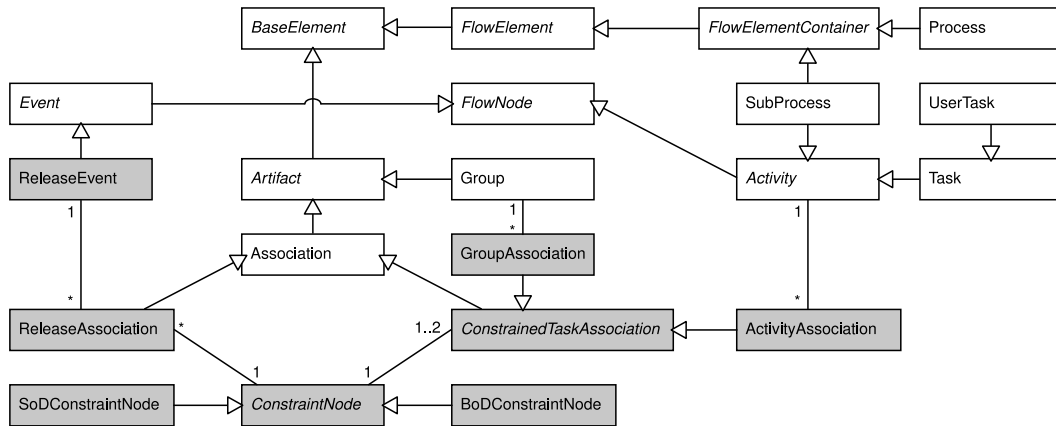 BaseElement
FlowElement
FlowElementContainer
Process
Event
FlowNode
SubProcess
UserTask
ReleaseEvent
Artifact
Group
Activity
Task
1
1
1
*
Association
GroupAssociation
*
*
ReleaseAssociation
*
1..2
ConstrainedTaskAssociation
ActivityAssociation
1
1
SoDConstraintNode
ConstraintNode
BoDConstraintNode